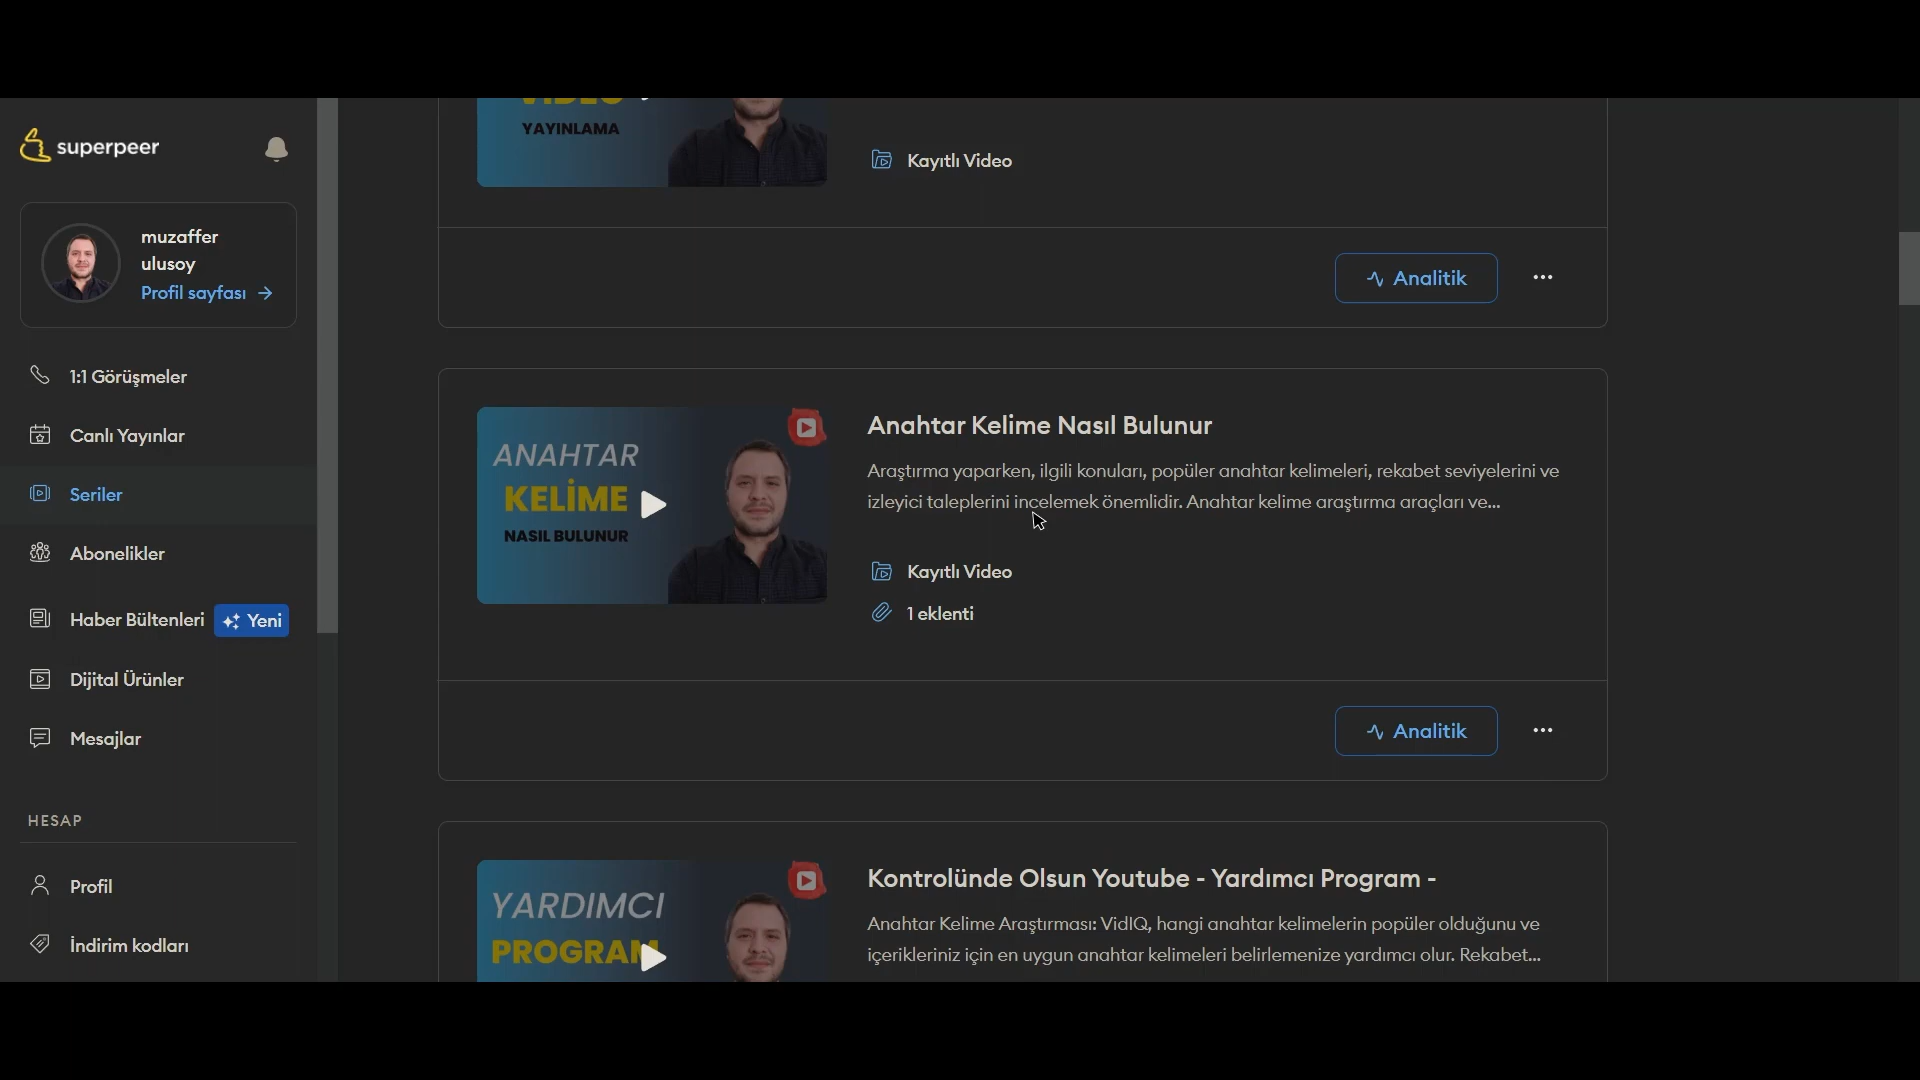 superpeer
muzaffer
ulusoy
Profil sayfası
1:1 Görüşmeler
Canlı Yayınlar
Seriler
Abonelikler
Haber Bültenleri
Yeni
Dijital Ürünler
Mesajlar
HESAP
Profil
İndirim kodları
YAYINLAMA
Kayıtlı Video
Analitik
ANAHTAR
KELİME
NASIL BULUNUR
Anahtar Kelime Nasıl Bulunur
Araştırma yaparken, ilgili konuları, popüler anahtar kelimeleri, rekabet seviyelerini ve
izleyici taleplerini incelemek önemlidir. Anahtar kelime araştırma araçları ve...
Kayıtlı Video
1 eklenti
Analitik
YARDIMCI
PROGRAM
Kontrolünde Olsun Youtube - Yardımcı Program -
Anahtar Kelime Araştırması: VidIQ, hangi anahtar kelimelerin popüler olduğunu ve
içerikleriniz için en uygun anahtar kelimeleri belirlemenize yardımcı olur. Rekabet...